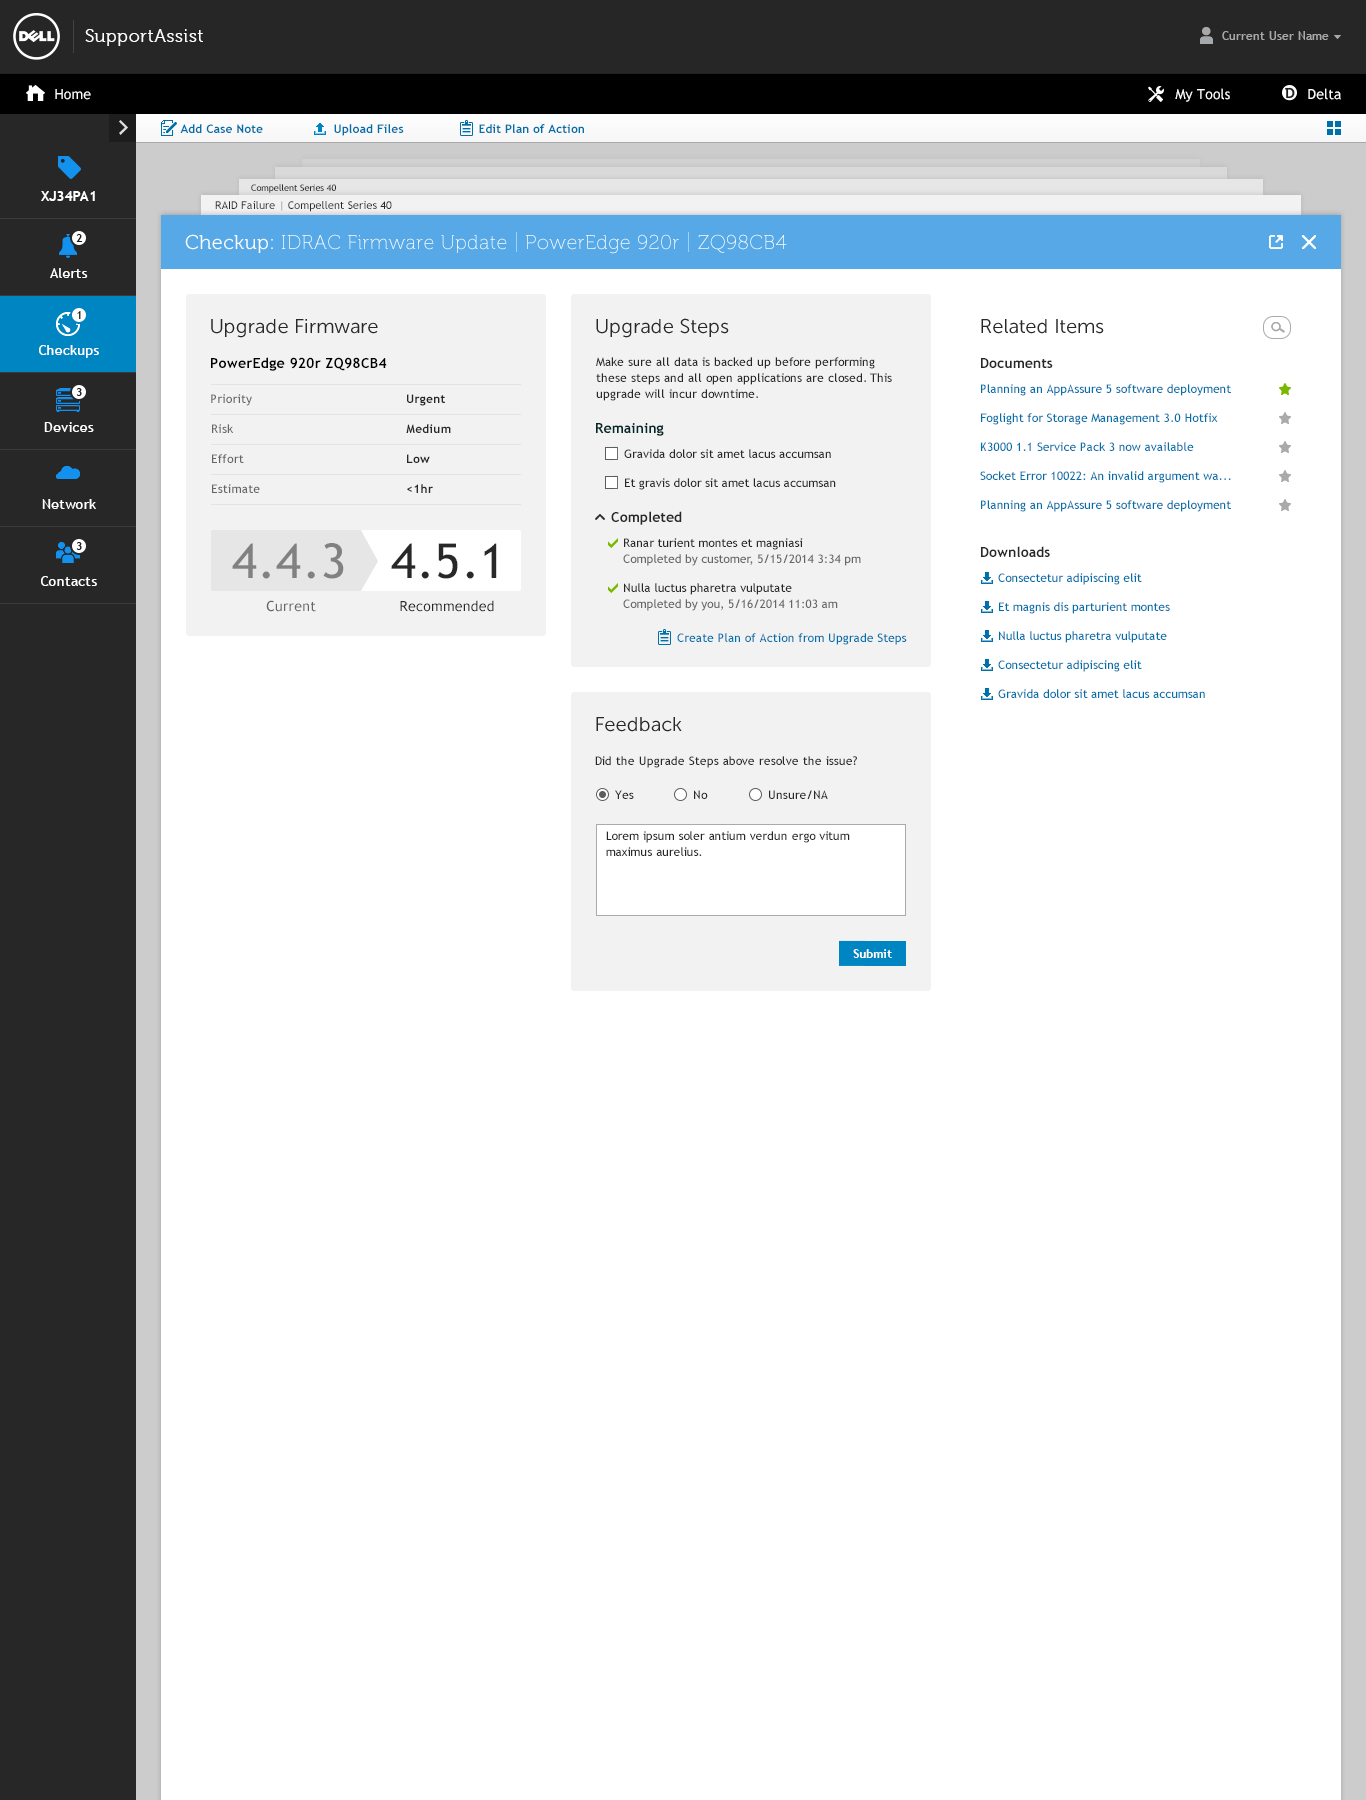 DELL
SupportAssist
Current User Name
Home
My Tools
D
Delta
Add Case Note
Upload Files
Edit Plan of Action
XJ34PA1
2
Alerts
1
Checkups
3
Devices
Network
3
Contacts
Compellent Series 40
RAID Failure | Compellent Series 40
Checkup: IDRAC Firmware Update | PowerEdge 920r | ZQ98CB4
Upgrade Firmware
PowerEdge 920r ZQ98CB4
Priority Urgent
Risk Medium
Effort Low
Estimate <1hr
4.4.3 4.5.1
Current Recommended
Upgrade Steps
Make sure all data is backed up before performing
these steps and all open applications are closed. This
upgrade will incur downtime.
Remaining
Gravida dolor sit amet lacus accumsan
Et gravis dolor sit amet lacus accumsan
Completed
Ranar turient montes et magniasi
Completed by customer, 5/15/2014 3:34 pm
Nulla luctus pharetra vulputate
Completed by you, 5/16/2014 11:03 am
Create Plan of Action from Upgrade Steps
Feedback
Did the Upgrade Steps above resolve the issue?
Yes No Unsure/NA
Lorem ipsum soler antium verdun ergo vitum
maximus aurelius.
Submit
Related Items
Documents
Planning an AppAssure 5 software deployment
Foglight for Storage Management 3.0 Hotfix
K3000 1.1 Service Pack 3 now available
Socket Error 10022: An invalid argument wa...
Planning an AppAssure 5 software deployment
Downloads
Consectetur adipiscing elit
Et magnis dis parturient montes
Nulla luctus pharetra vulputate
Consectetur adipiscing elit
Gravida dolor sit amet lacus accumsan